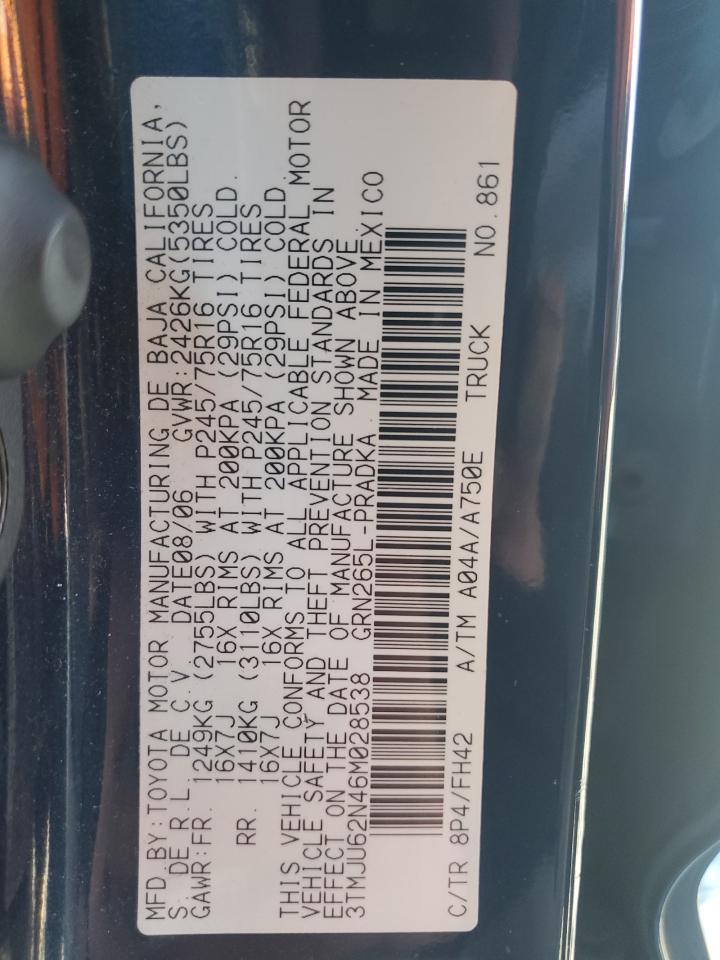 MFD.BY:TOYOTA MOTOR MANUFACTURING DE BAJA CALIFORNIA,
S. DE R.L. DE C.V. DATE08/06 GVWR:2426KG(5350LBS)
GAWR:FR. 1249KG (2755LBS) WITH P245/75R16 TIRES
16X7J 16X RIMS AT 200KPA (29PSI) COLD.
RR. 1410KG (3110LBS) WITH P245/75R16 TIRES
16X7J 16X RIMS AT 200KPA (29PSI) COLD.
THIS VEHICLE CONFORMS TO ALL APPLICABLE FEDERAL MOTOR
VEHICLE SAFETY AND THEFT PREVENTION STANDARDS IN
EFFECT ON THE DATE OF MANUFACTURE SHOWN ABOVE
3TMJU62N46M028538 GRN265L-PRADKA MADE IN MEXICO
C/TR 8P4/FH42 A/TM A04A/A750E TRUCK NO.861